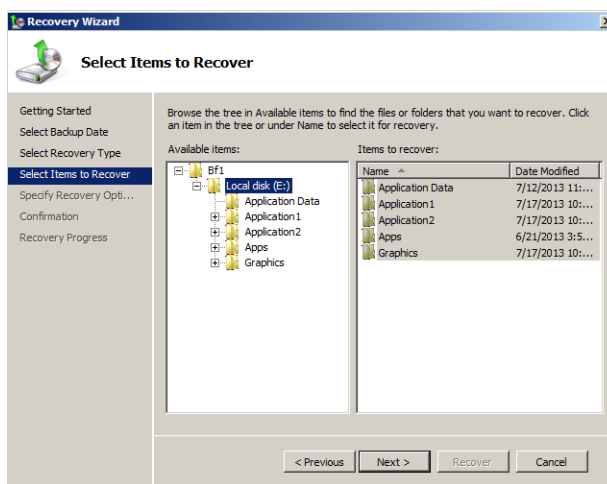 Recovery Wizard
Select Items to Recover
Getting Started
Select Backup Date
Select Recovery Type
Select Items to Recover
Specify Recovery Opti...
Confirmation
Recovery Progress
Browse the tree in Available items to find the files or folders that you want to recover. Click
an item in the tree or under Name to select it for recovery.
Available items:
Bf1
Local disk (E:)
Application Data
Application1
Application2
Apps
Graphics
Items to recover:
Name Date Modified
Application Data 7/12/2013 11:...
Application1 7/17/2013 10:...
Application2 7/17/2013 10:...
Apps 6/21/2013 3:5...
Graphics 7/17/2013 10:...
< Previous Next > Recover Cancel